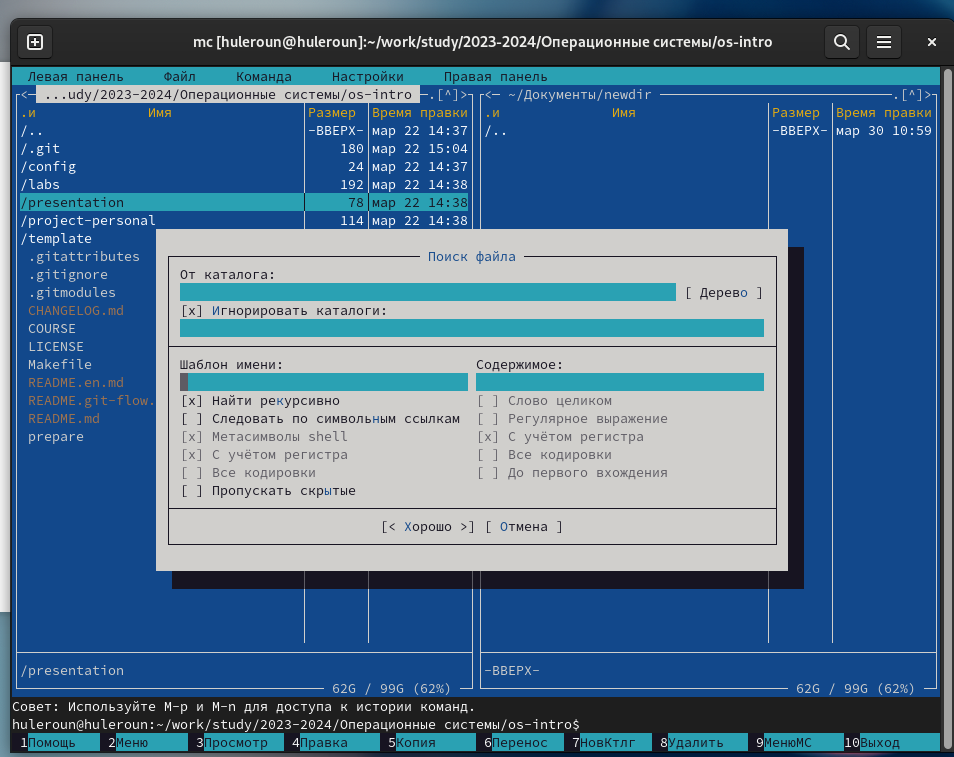 mc [huleroun@huleroun]:~/work/study/2023-2024/Операционные системы/os-intro
Левая панель Файл Команда Настройки Правая панель
<─ ...udy/2023-2024/Операционные системы/os-intro ─.[^]>
<─ ~/Документы/newdir ─.[^]>
.и Имя Размер Время правки
.и Имя Размер Время правки
/.. -ВВЕРХ- мар 22 14:37
/.. -ВВЕРХ- мар 30 10:59
/.git 180 мар 22 15:04
/config 24 мар 22 14:37
/labs 192 мар 22 14:38
/presentation 78 мар 22 14:38
/project-personal 114 мар 22 14:38
/template
.gitattributes
.gitignore
.gitmodules
CHANGELOG.md
COURSE
LICENSE
Makefile
README.en.md
README.git-flow.
README.md
prepare
Поиск файла
От каталога:
[ Дерево ]
[x] Игнорировать каталоги:
Шаблон имени: Содержимое:
[x] Найти рекурсивно [ ] Слово целиком
[ ] Следовать по символьным ссылкам [ ] Регулярное выражение
[x] Метасимволы shell [x] С учётом регистра
[x] С учётом регистра [ ] Все кодировки
[ ] Все кодировки [ ] До первого вхождения
[ ] Пропускать скрытые
[< Хорошо >] [ Отмена ]
/presentation -ВВЕРХ-
62G / 99G (62%) 62G / 99G (62%)
Совет: Используйте M-p и M-n для доступа к истории команд.
huleroun@huleroun:~/work/study/2023-2024/Операционные системы/os-intro$
1Помощь 2Меню 3Просмотр 4Правка 5Копия 6Перенос 7НовКтлг 8Удалить 9МенюMC 10Выход